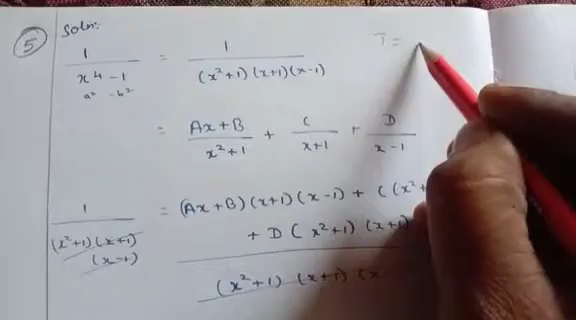 5 Soln:
1/(x⁴-1) = 1/((x²+1)(x+1)(x-1)) I=
a² -b²
= (Ax+B)/(x²+1) + C/(x+1) + D/(x-1)
1/((x²+1)(x+1)(x-1)) = ((Ax+B)(x+1)(x-1) + C(x²+
+ D(x²+1)(x+1)
(x²+1)(x+1)(x